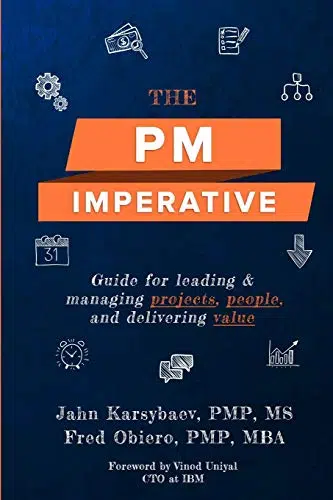 THE
PM
IMPERATIVE
31
Guide for leading &
managing projects, people,
and delivering value
Jahn Karsybaev, PMP, MS
Fred Obiero, PMP, MBA
Foreword by Vinod Uniyal
CTO at IBM